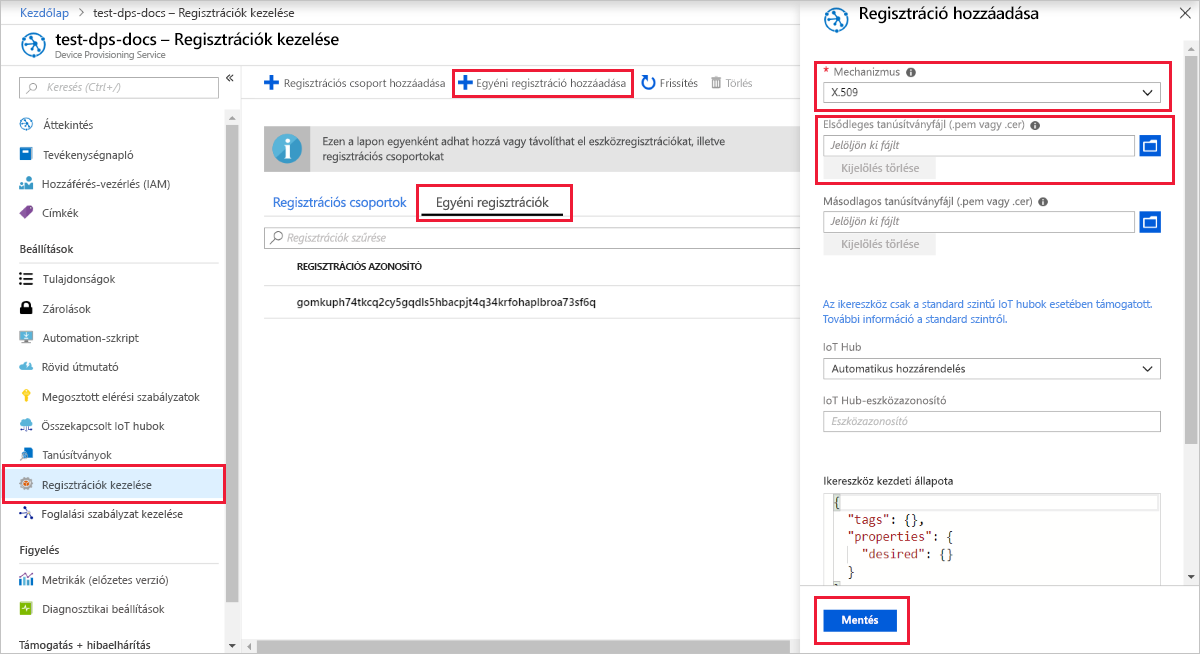 Kezdőlap > test-dps-docs – Regisztrációk kezelése
test-dps-docs – Regisztrációk kezelése
Device Provisioning Service
Keresés (Ctrl+/)
«
Áttekintés
Tevékenységnapló
Hozzáférés-vezérlés (IAM)
Címkék
Beállítások
Tulajdonságok
Zárolások
Automation-szkript
Rövid útmutató
Megosztott elérési szabályzatok
Összekapcsolt IoT hubok
Tanúsítványok
Regisztrációk kezelése
Foglalási szabályzat kezelése
Figyelés
Metrikák (előzetes verzió)
Diagnosztikai beállítások
Támogatás + hibaelhárítás
Regisztrációs csoport hozzáadása
Egyéni regisztráció hozzáadása
Frissítés
Törlés
Ezen a lapon egyenként adhat hozzá vagy távolíthat el eszközregisztrációkat, illetve
regisztrációs csoportokat
Regisztrációs csoportok
Egyéni regisztrációk
Regisztrációk szűrése
REGISZTRÁCIÓS AZONOSÍTÓ
gomkuph74tkcq2cy5gqdls5hbacpjt4q34krfohaplbroa73sf6q
Regisztráció hozzáadása
* Mechanizmus
X.509
Elsődleges tanúsítványfájl (.pem vagy .cer)
Jelöljön ki fájlt
Kijelölés törlése
Másodlagos tanúsítványfájl (.pem vagy .cer)
Jelöljön ki fájlt
Kijelölés törlése
Az ikereszköz csak a standard szintű IoT hubok esetében támogatott.
További információ a standard szintről.
IoT Hub
Automatikus hozzárendelés
IoT Hub-eszközazonosító
Eszközazonosító
Ikereszköz kezdeti állapota
{
"tags": {},
"properties": {
"desired": {}
}
Mentés